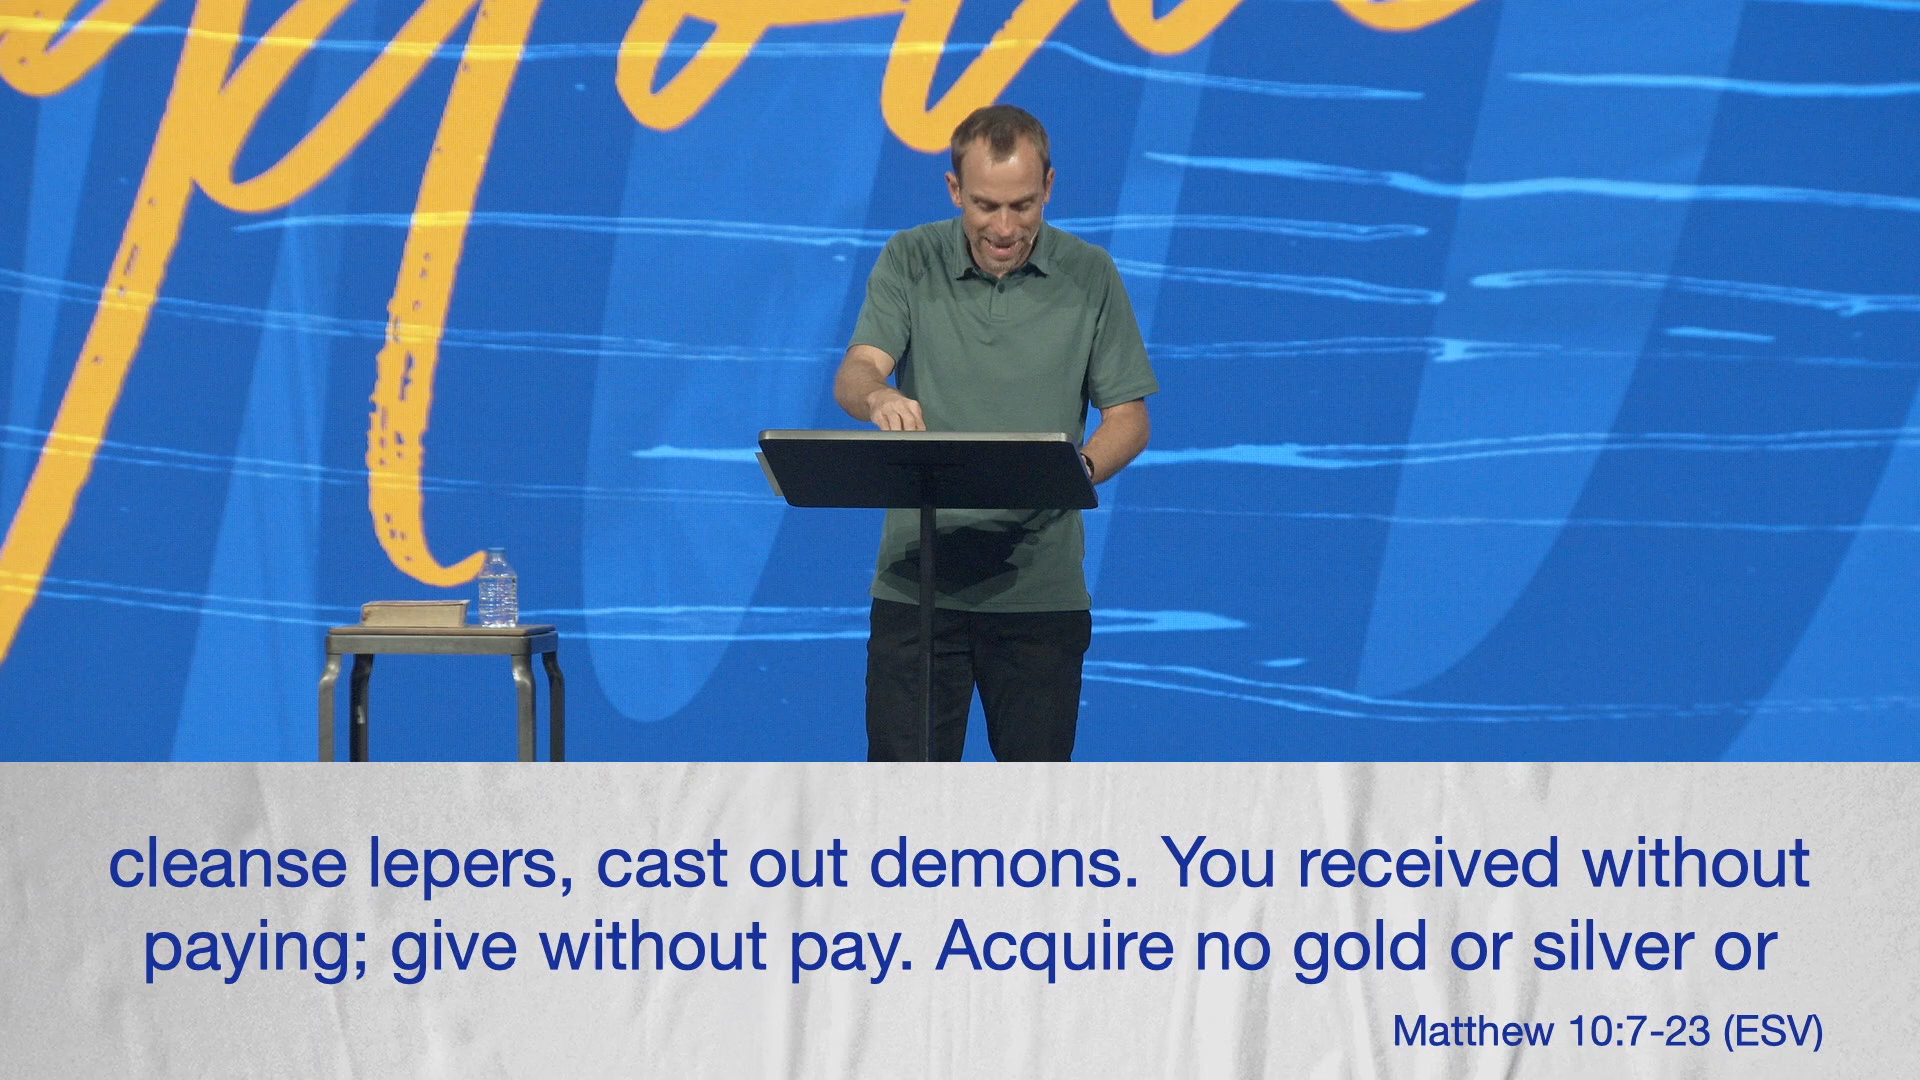 cleanse lepers, cast out demons. You received without
paying; give without pay. Acquire no gold or silver or
Matthew 10:7-23 (ESV)